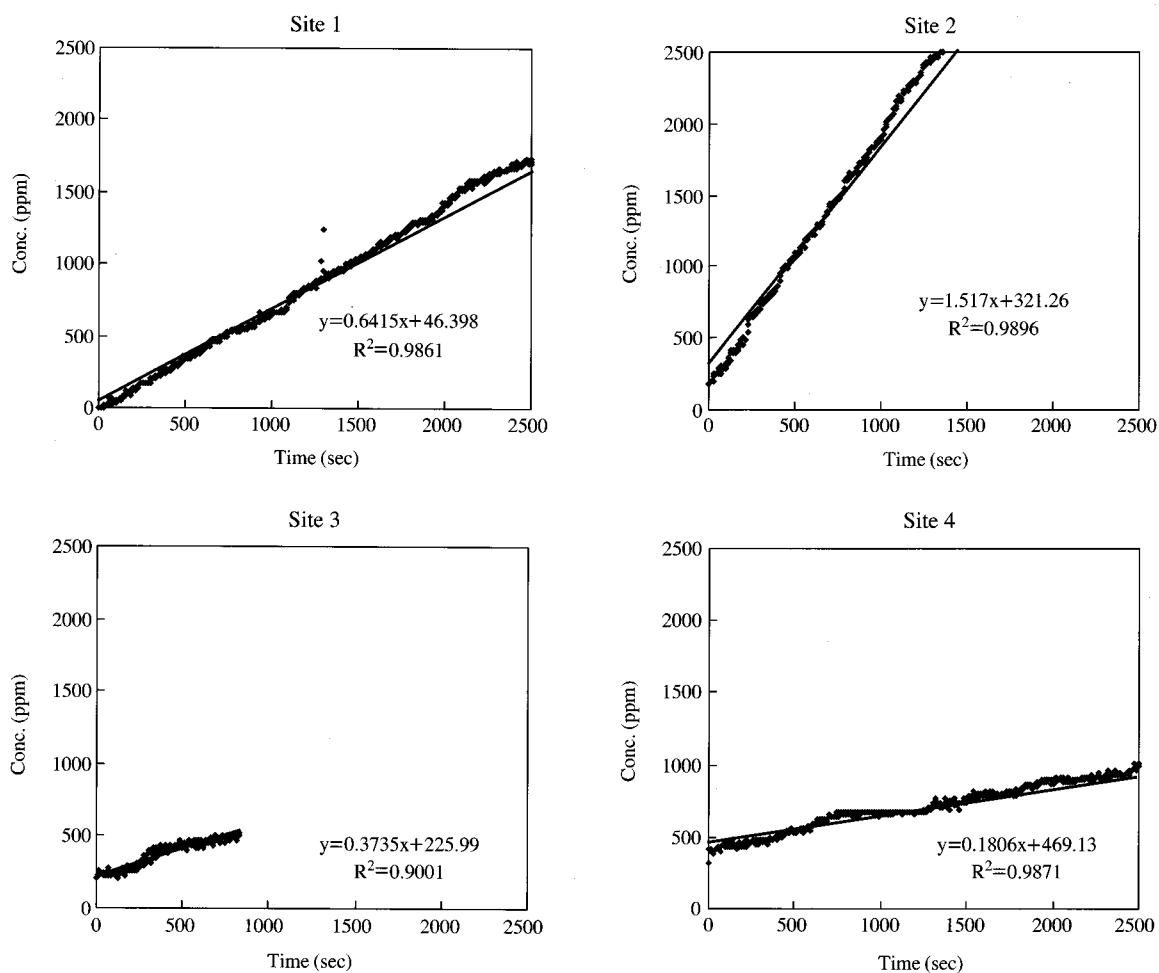 Site 1
2500
2000
1500
1000
500
0
Conc. (ppm)
y=0.6415x+46.398
R²=0.9861
0 500 1000 1500 2000 2500
Time (sec)
Site 2
2500
2000
1500
1000
500
0
Conc. (ppm)
y=1.517x+321.26
R²=0.9896
0 500 1000 1500 2000 2500
Time (sec)
Site 3
2500
2000
1500
1000
500
0
Conc. (ppm)
y=0.3735x+225.99
R²=0.9001
0 500 1000 1500 2000 2500
Time (sec)
Site 4
2500
2000
1500
1000
500
0
Conc. (ppm)
y=0.1806x+469.13
R²=0.9871
0 500 1000 1500 2000 2500
Time (sec)